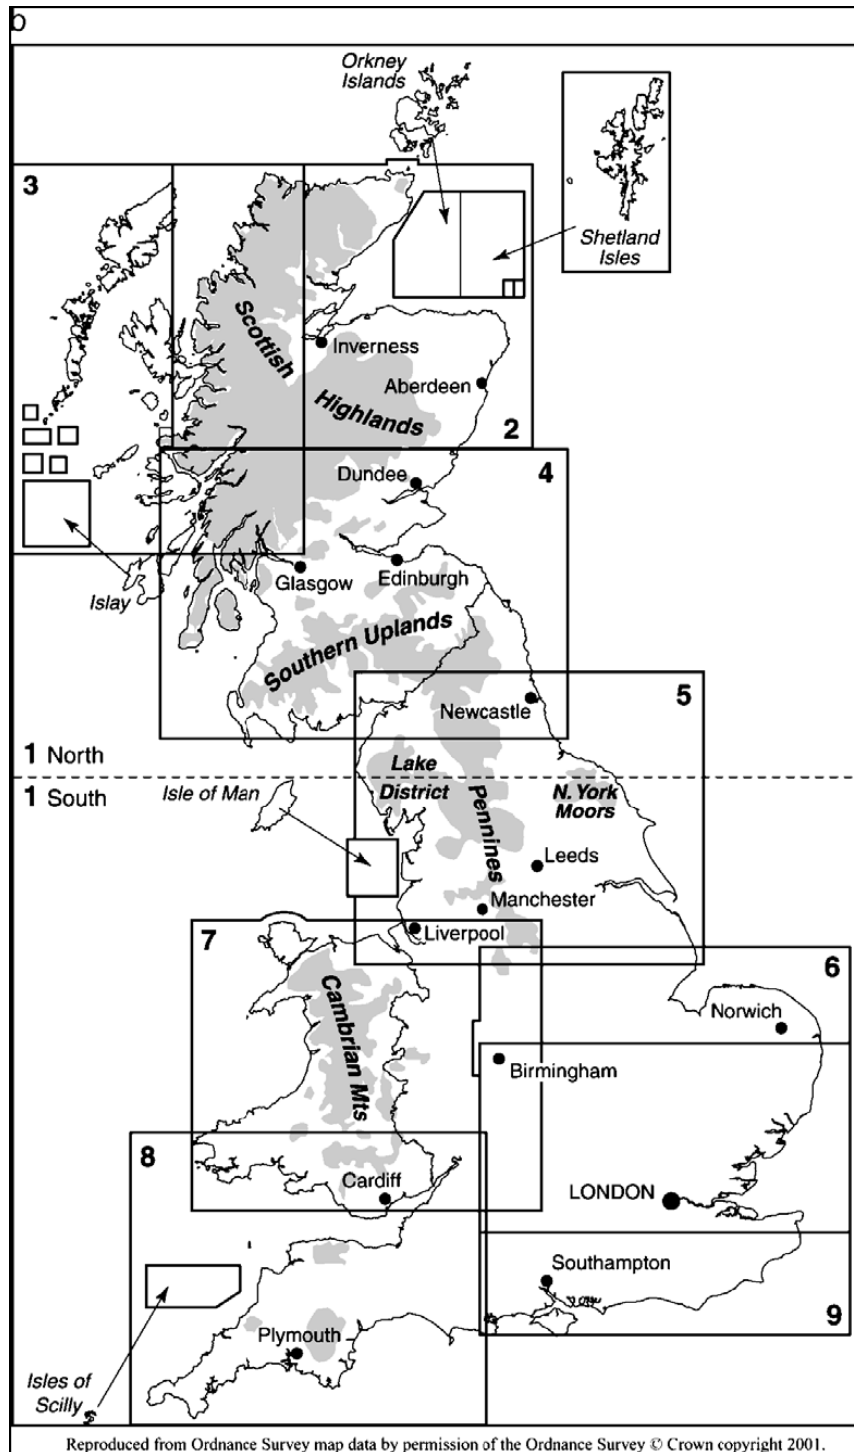 b
Orkney
Islands
3
Shetland
Isles
Scottish
Highlands
Inverness
Aberdeen
2
4
Dundee
Glasgow
Edinburgh
Islay
Southern Uplands
5
Newcastle
1 North
1 South
Isle of Man
Lake
District
Pennines
N. York
Moors
Leeds
Manchester
Liverpool
7
6
Cambrian Mts
Norwich
Birmingham
8
Cardiff
LONDON
Southampton
9
Plymouth
Isles of
Scilly
Reproduced from Ordnance Survey map data by permission of the Ordnance Survey © Crown copyright 2001.